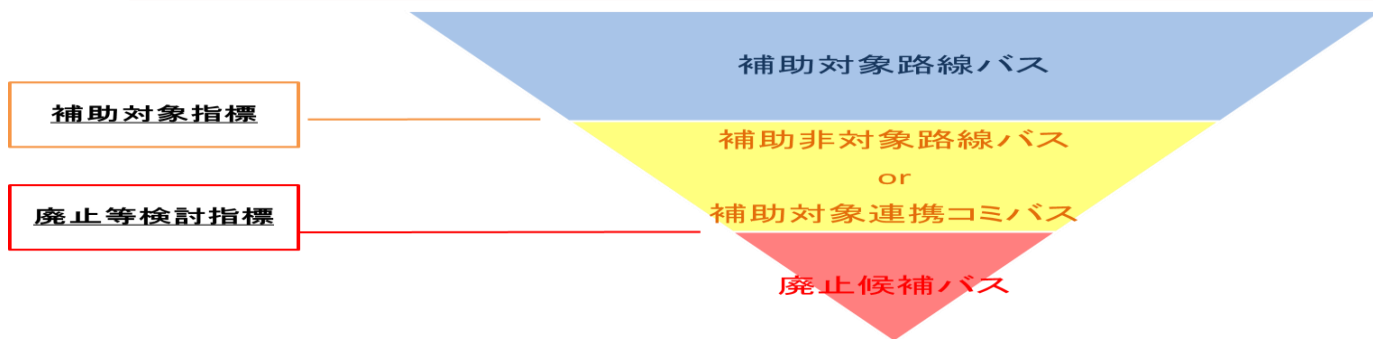 補助対象路線バス
補助対象指標
補助非対象路線バス
or
補助対象連携コミバス
廃止等検討指標
廃止候補バス